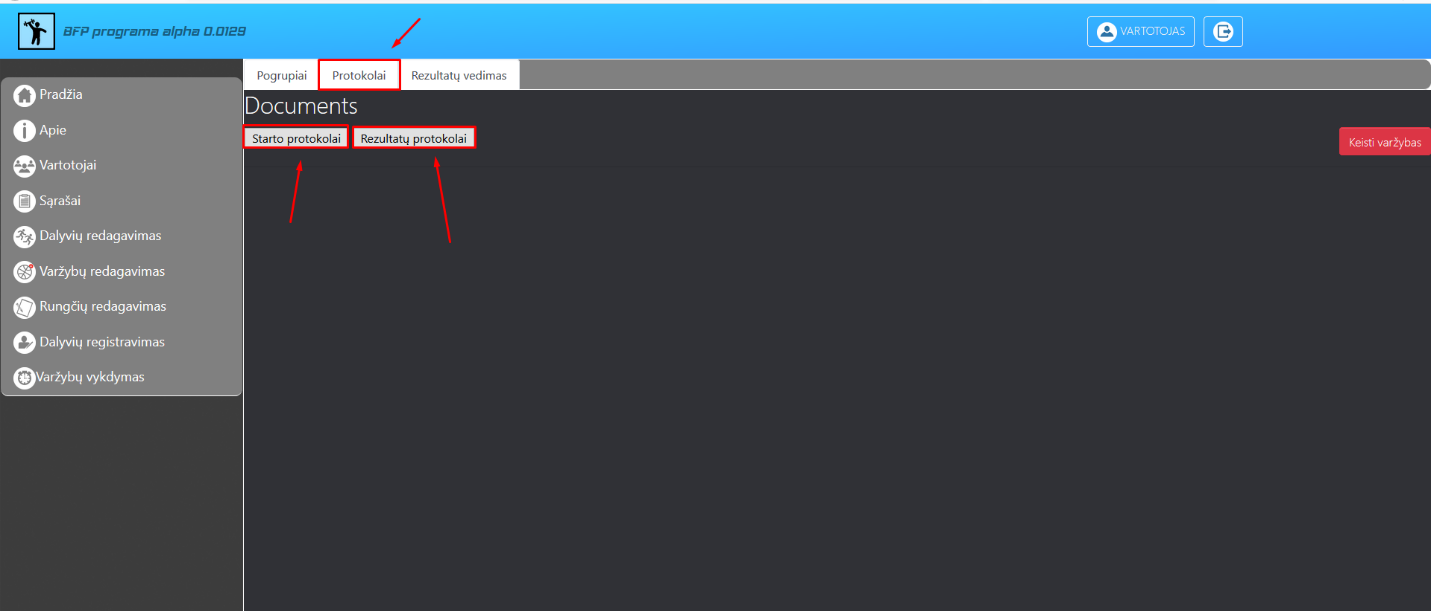 BFP programa alpha 0.0129
VARTOTOJAS
Pogrupiai
Protokolai
Rezultatų vedimas
Pradžia
Apie
Vartotojai
Sąrašai
Dalyvių redagavimas
Varžybų redagavimas
Rungčių redagavimas
Dalyvių registravimas
Varžybų vykdymas
Documents
Starto protokolai
Rezultatų protokolai
Keisti varžybas